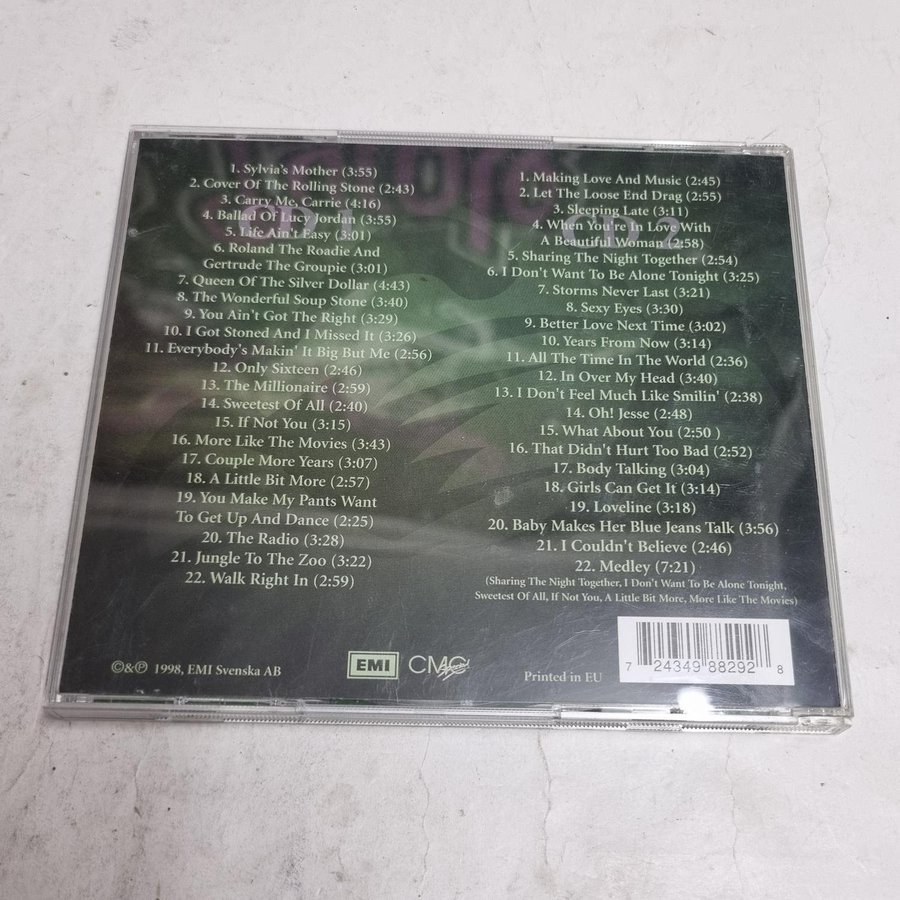 CD 1
1. Sylvia's Mother (3:55)
2. Cover Of The Rolling Stone (2:43)
3. Carry Me, Carrie (4:16)
4. Ballad Of Lucy Jordan (3:55)
5. Life Ain't Easy (3:01)
6. Roland The Roadie And
Gertrude The Groupie (3:01)
7. Queen Of The Silver Dollar (4:43)
8. The Wonderful Soup Stone (3:40)
9. You Ain't Got The Right (3:29)
10. I Got Stoned And I Missed It (3:26)
11. Everybody's Makin' It Big But Me (2:56)
12. Only Sixteen (2:46)
13. The Millionaire (2:59)
14. Sweetest Of All (2:40)
15. If Not You (3:15)
16. More Like The Movies (3:43)
17. Couple More Years (3:07)
18. A Little Bit More (2:57)
19. You Make My Pants Want
To Get Up And Dance (2:25)
20. The Radio (3:28)
21. Jungle To The Zoo (3:22)
22. Walk Right In (2:59)
CD 2
1. Making Love And Music (2:45)
2. Let The Loose End Drag (2:55)
3. Sleeping Late (3:11)
4. When You're In Love With
A Beautiful Woman (2:58)
5. Sharing The Night Together (2:54)
6. I Don't Want To Be Alone Tonight (3:25)
7. Storms Never Last (3:21)
8. Sexy Eyes (3:30)
9. Better Love Next Time (3:02)
10. Years From Now (3:14)
11. All The Time In The World (2:36)
12. In Over My Head (3:40)
13. I Don't Feel Much Like Smilin' (2:38)
14. Oh! Jesse (2:48)
15. What About You (2:50 )
16. That Didn't Hurt Too Bad (2:52)
17. Body Talking (3:04)
18. Girls Can Get It (3:14)
19. Loveline (3:18)
20. Baby Makes Her Blue Jeans Talk (3:56)
21. I Couldn't Believe (2:46)
22. Medley (7:21)
(Sharing The Night Together, I Don't Want To Be Alone Tonight,
Sweetest Of All, If Not You, A Little Bit More, More Like The Movies)
©&℗ 1998, EMI Svenska AB
EMI
CMC Special
Printed in EU
7 24349 88292 8